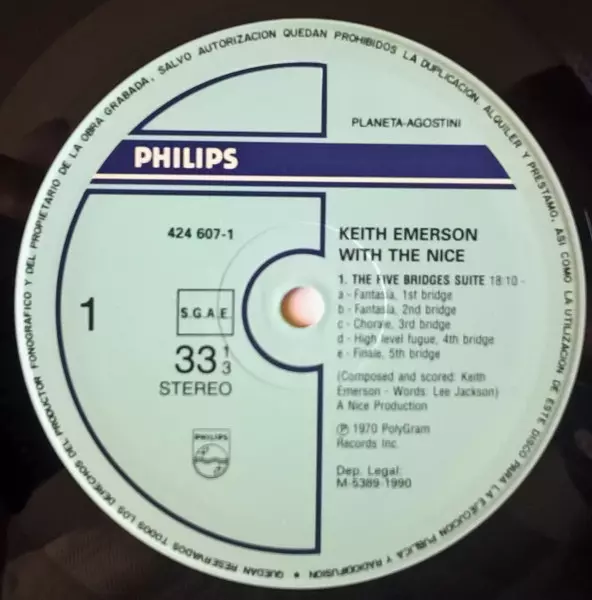 QUEDAN RESERVADOS TODOS LOS DERECHOS DEL PRODUCTOR FONOGRAFICO Y DEL PROPIETARIO DE LA OBRA GRABADA, SALVO AUTORIZACION QUEDAN PROHIBIDOS LA DUPLICACION, ALQUILER Y PRESTAMO, ASI COMO LA UTILIZACION DE ESTE DISCO PARA LA EJECUCION PUBLICA Y RADIODIFUSION ★
PLANETA-AGOSTINI
PHILIPS
424 607-1
1
S.G.A.E.
33 1/3
STEREO
PHILIPS
KEITH EMERSON
WITH THE NICE
1. THE FIVE BRIDGES SUITE 18:10 -
a - Fantasia, 1st bridge
b - Fantasia, 2nd bridge
c - Chorale, 3rd bridge
d - High level fugue, 4th bridge
e - Finale, 5th bridge
(Composed and scored: Keith
Emerson - Words: Lee Jackson)
A Nice Production
℗ 1970 PolyGram
Records Inc.
Dep. Legal:
M-5389-1990